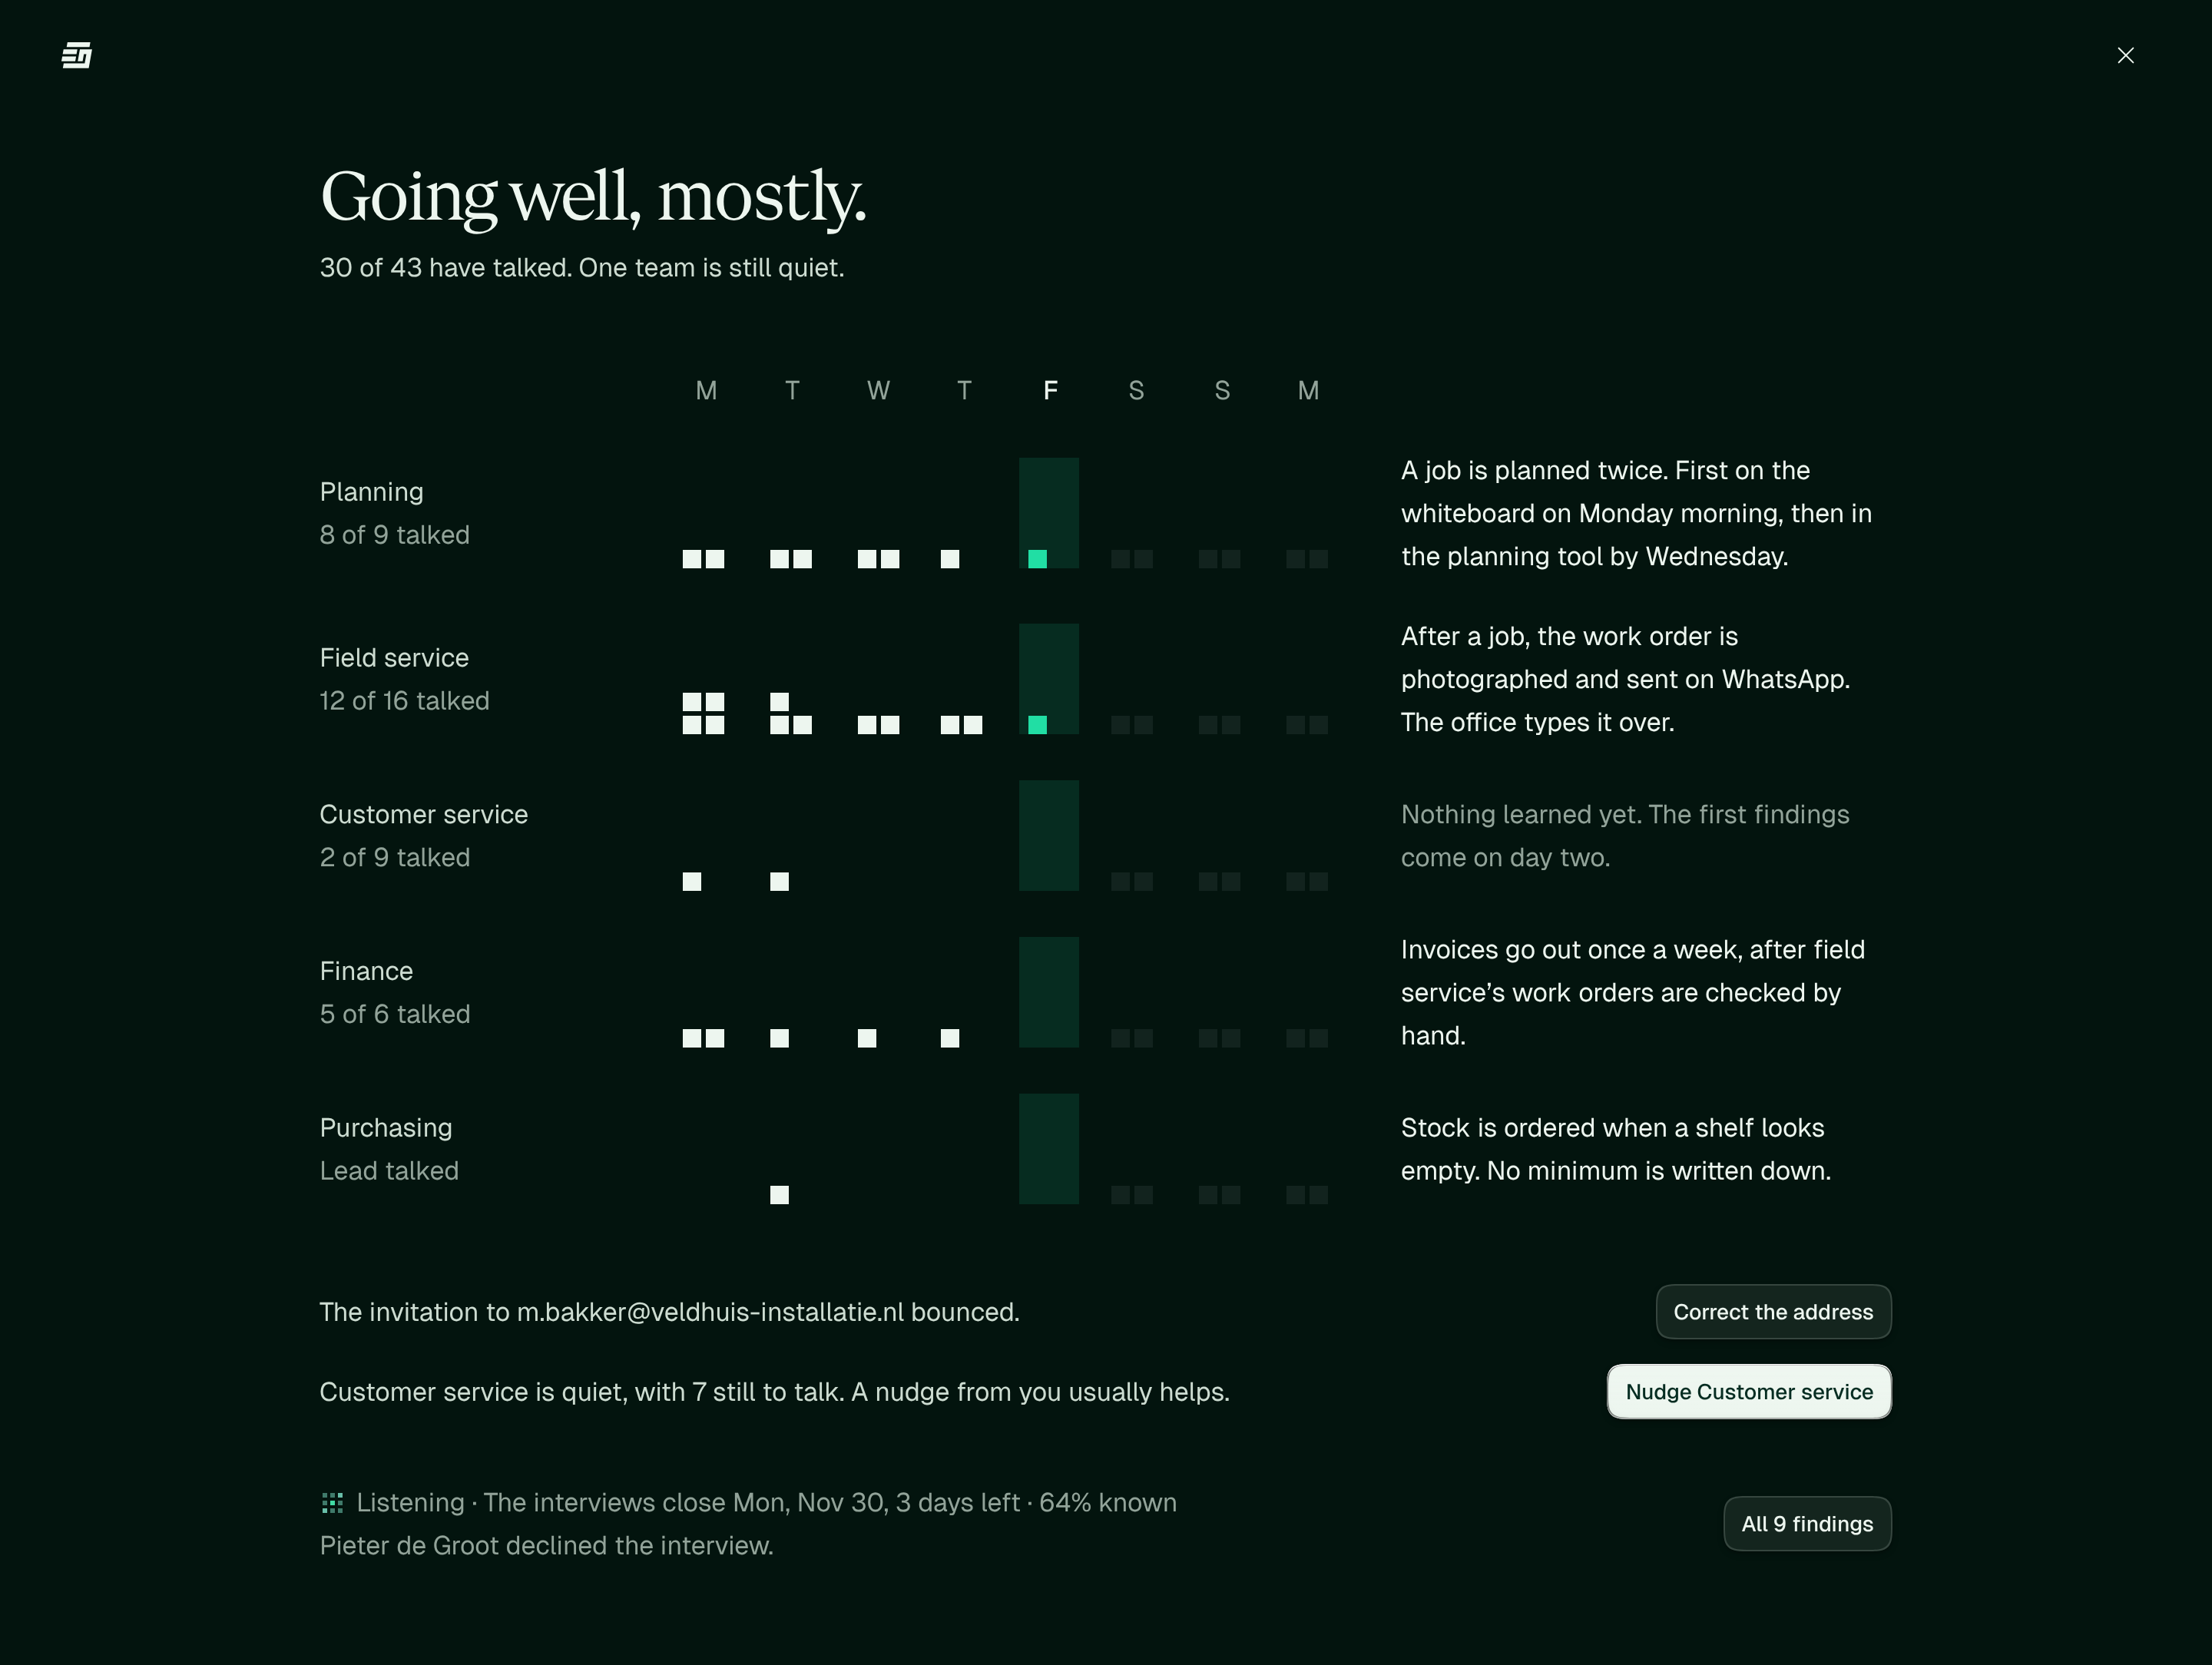 Going well, mostly.
30 of 43 have talked. One team is still quiet.
M T W T F S S M
Planning
8 of 9 talked
A job is planned twice. First on the
whiteboard on Monday morning, then in
the planning tool by Wednesday.
Field service
12 of 16 talked
After a job, the work order is
photographed and sent on WhatsApp.
The office types it over.
Customer service
2 of 9 talked
Nothing learned yet. The first findings
come on day two.
Finance
5 of 6 talked
Invoices go out once a week, after field
service’s work orders are checked by
hand.
Purchasing
Lead talked
Stock is ordered when a shelf looks
empty. No minimum is written down.
The invitation to m.bakker@veldhuis-installatie.nl bounced.
Correct the address
Customer service is quiet, with 7 still to talk. A nudge from you usually helps.
Nudge Customer service
Listening · The interviews close Mon, Nov 30, 3 days left · 64% known
Pieter de Groot declined the interview.
All 9 findings